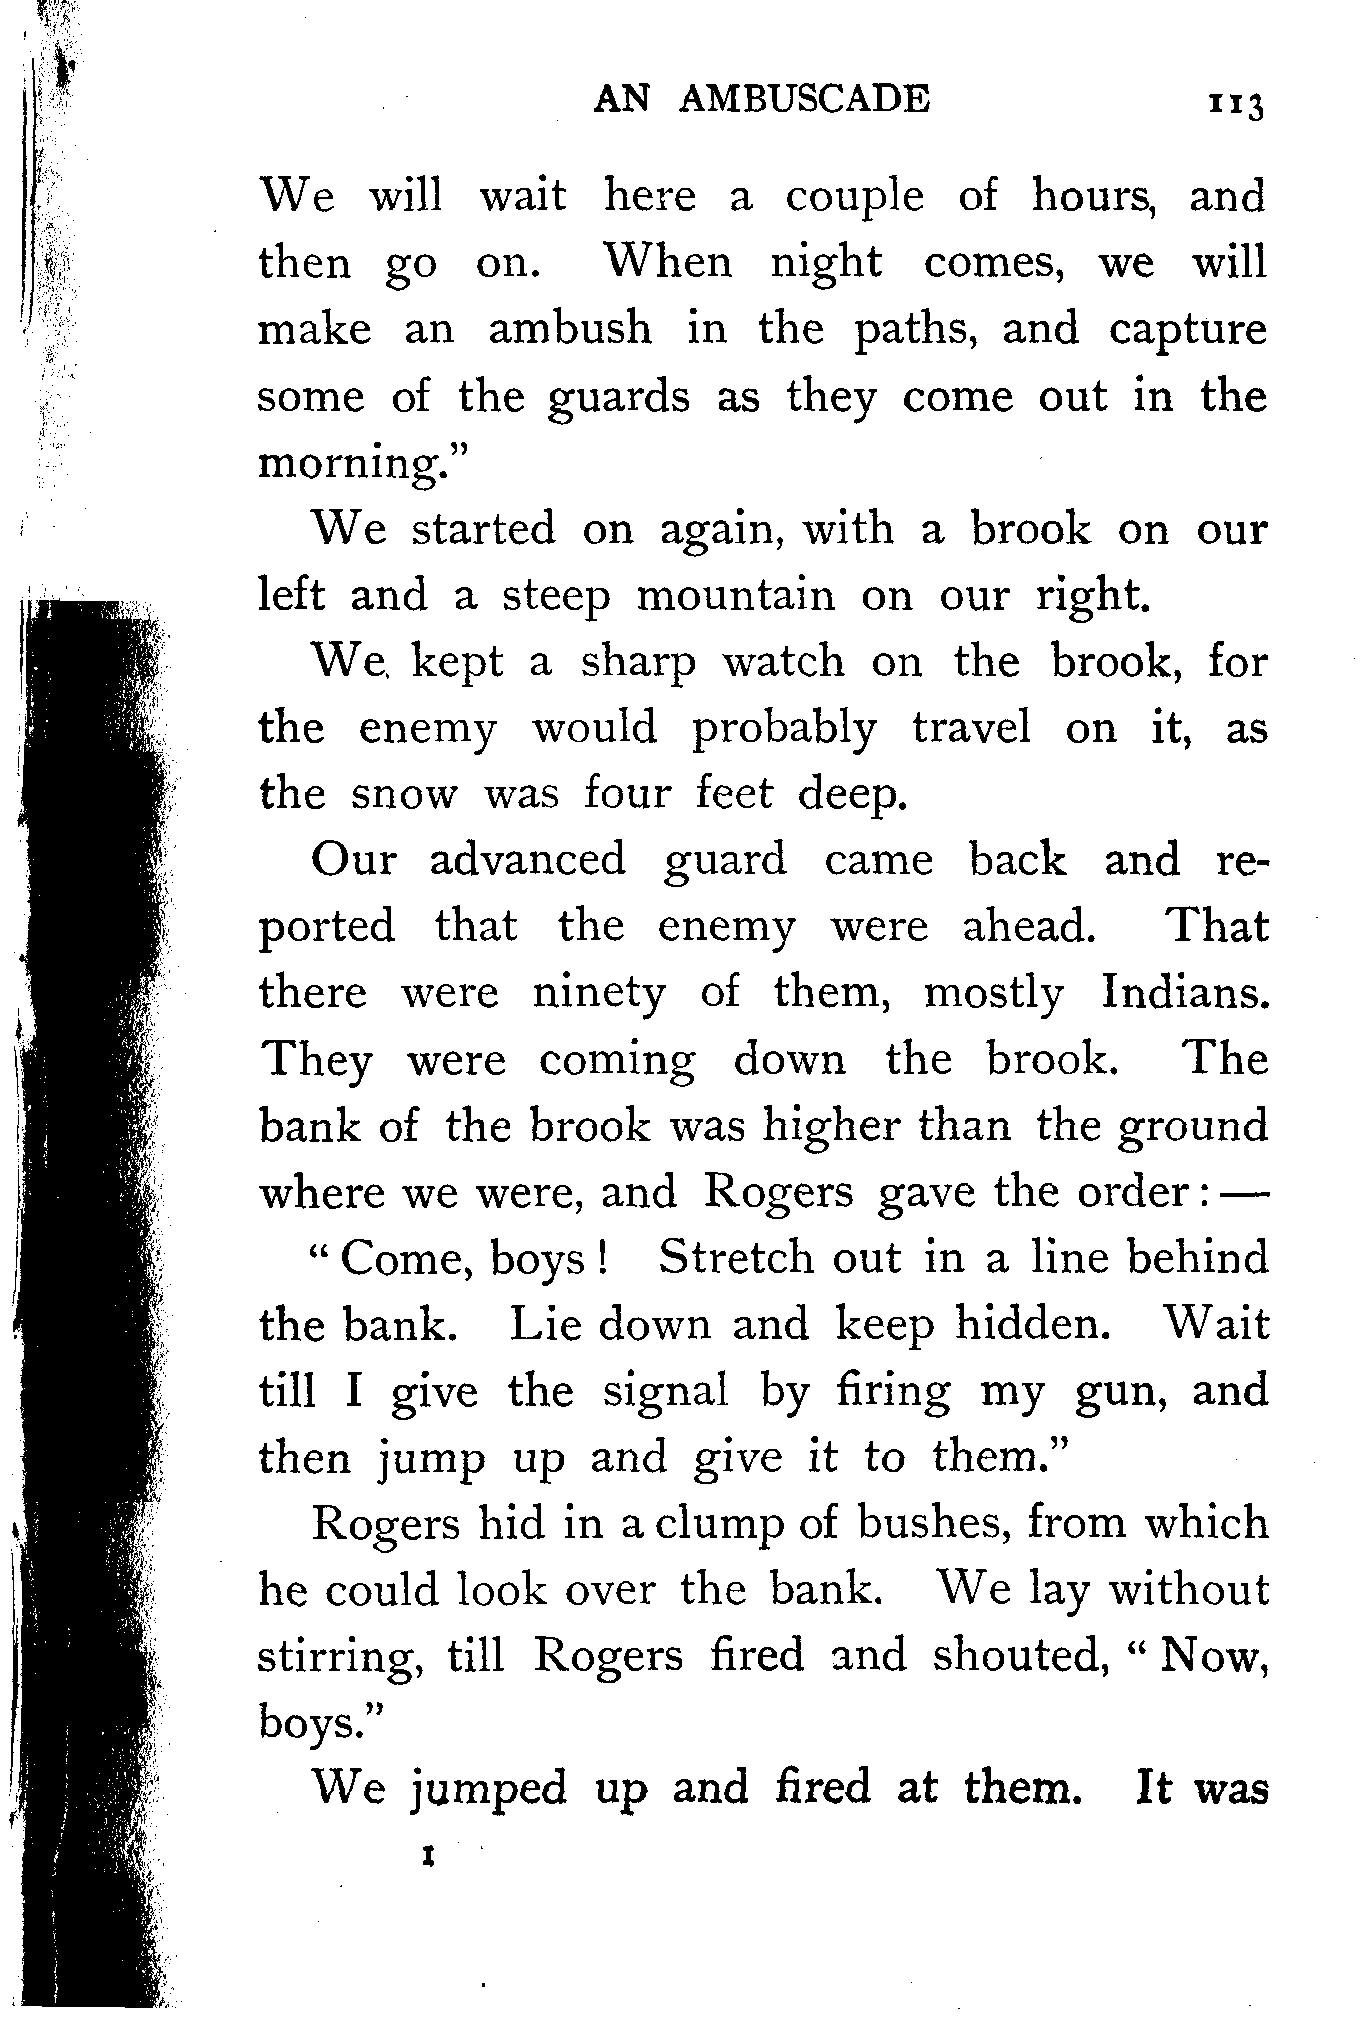 AN AMBUSCADE 113
We will wait here a couple of hours, and
then go on. When night comes, we will
make an ambush in the paths, and capture
some of the guards as they come out in the
morning.”
We started on again, with a brook on our
left and a steep mountain on our right.
We kept a sharp watch on the brook, for
the enemy would probably travel on it, as
the snow was four feet deep.
Our advanced guard came back and re-
ported that the enemy were ahead. That
there were ninety of them, mostly Indians.
They were coming down the brook. The
bank of the brook was higher than the ground
where we were, and Rogers gave the order: —
“Come, boys! Stretch out in a line behind
the bank. Lie down and keep hidden. Wait
till I give the signal by firing my gun, and
then jump up and give it to them.”
Rogers hid in a clump of bushes, from which
he could look over the bank. We lay without
stirring, till Rogers fired and shouted, “Now,
boys.”
We jumped up and fired at them. It was
I